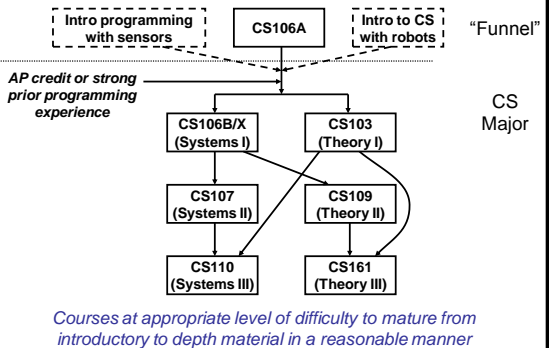 Intro programming
with sensors
CS106A
Intro to CS
with robots
“Funnel”
AP credit or strong
prior programming
experience
CS
Major
CS106B/X
(Systems I)
CS103
(Theory I)
CS107
(Systems II)
CS109
(Theory II)
CS110
(Systems III)
CS161
(Theory III)
Courses at appropriate level of difficulty to mature from
introductory to depth material in a reasonable manner